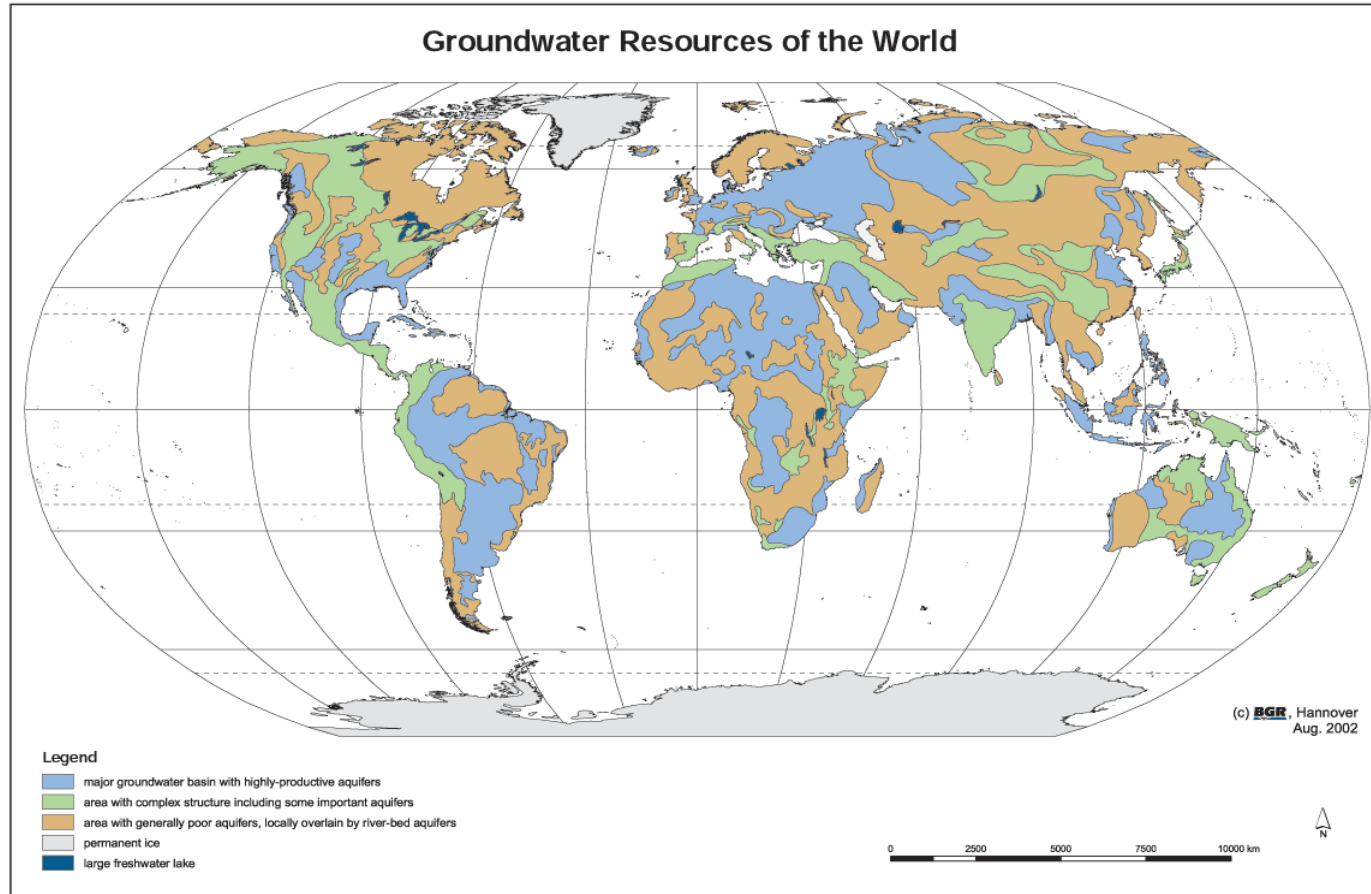 Groundwater Resources of the World
(c) BGR, Hannover
Aug. 2002
Legend
major groundwater basin with highly-productive aquifers
area with complex structure including some important aquifers
area with generally poor aquifers, locally overlain by river-bed aquifers
permanent ice
large freshwater lake
N
0 2500 5000 7500 10000 km